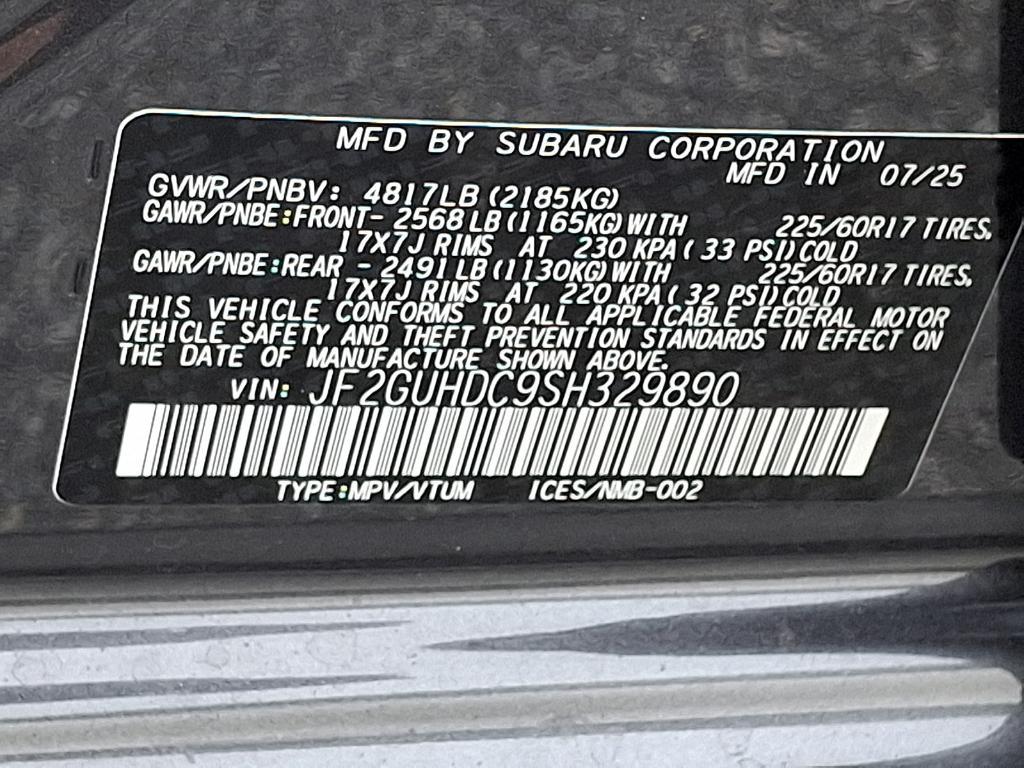 MFD BY SUBARU CORPORATION
MFD IN 07/25
GVWR/PNBV: 4817LB (2185KG)
GAWR/PNBE:FRONT- 2568 LB (1165KG) WITH 225/60R17 TIRES.
17X7J RIMS AT 230 KPA ( 33 PSI) COLD
GAWR/PNBE:REAR - 2491 LB (1130KG) WITH 225/60R17 TIRES.
17X7J RIMS AT 220 KPA ( 32 PSI) COLD
THIS VEHICLE CONFORMS TO ALL APPLICABLE FEDERAL MOTOR
VEHICLE SAFETY AND THEFT PREVENTION STANDARDS IN EFFECT ON
THE DATE OF MANUFACTURE SHOWN ABOVE.
VIN: JF2GUHDC9SH329890
TYPE:MPV/VTUM ICES/NMB-002